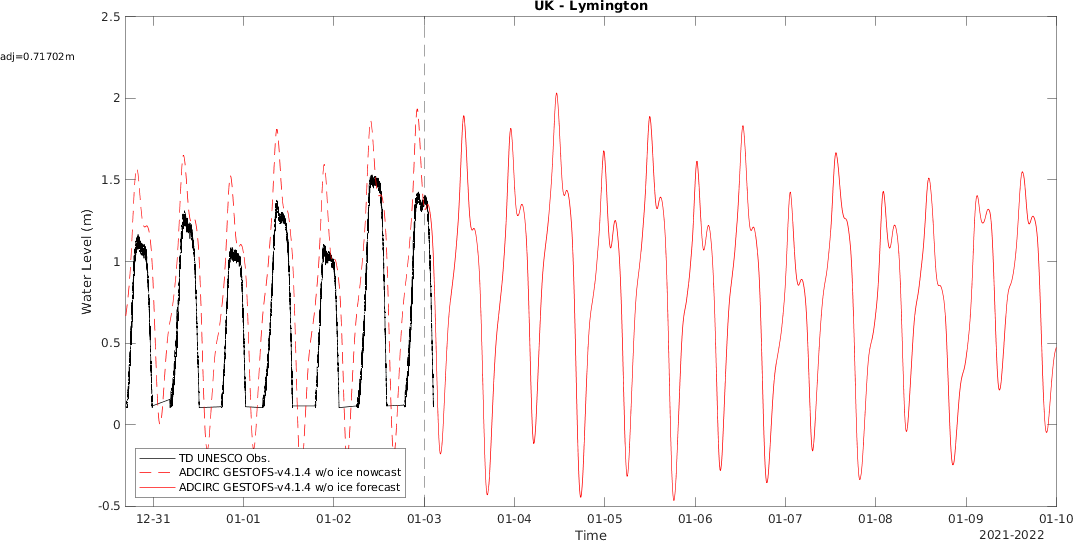 UK - Lymington
adj=0.71702m
Water Level (m)
2.5
2
1.5
1
0.5
0
-0.5
TD UNESCO Obs.
ADCIRC GESTOFS-v4.1.4 w/o ice nowcast
ADCIRC GESTOFS-v4.1.4 w/o ice forecast
12-31 01-01 01-02 01-03 01-04 01-05 01-06 01-07 01-08 01-09 01-10
Time
2021-2022